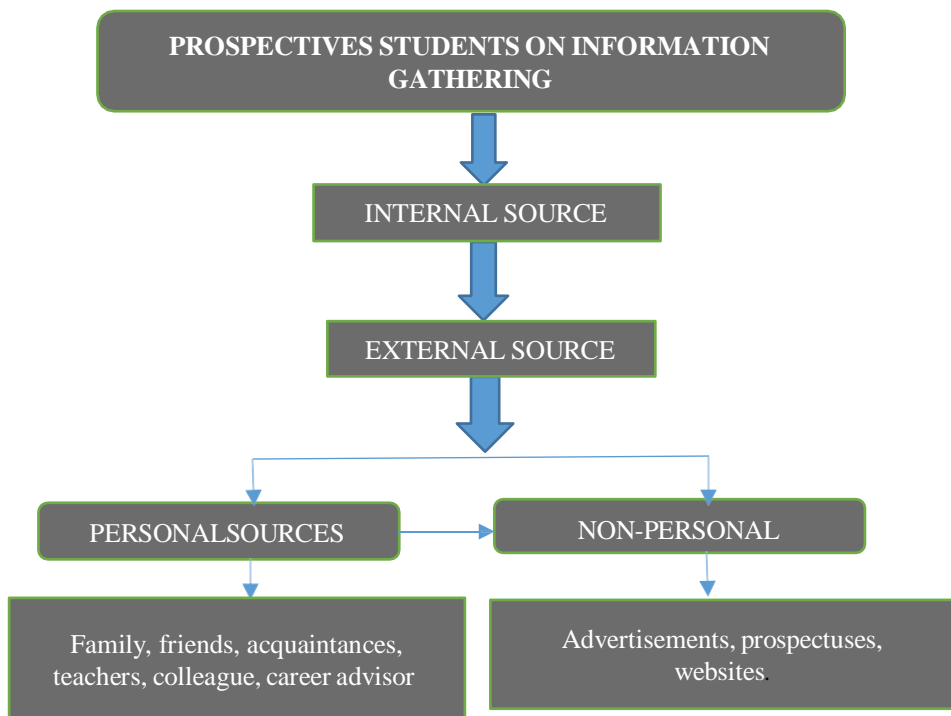 PROSPECTIVES STUDENTS ON INFORMATION
GATHERING
INTERNAL SOURCE
EXTERNAL SOURCE
PERSONALSOURCES
NON-PERSONAL
Family, friends, acquaintances,
teachers, colleague, career advisor
Advertisements, prospectuses,
websites.